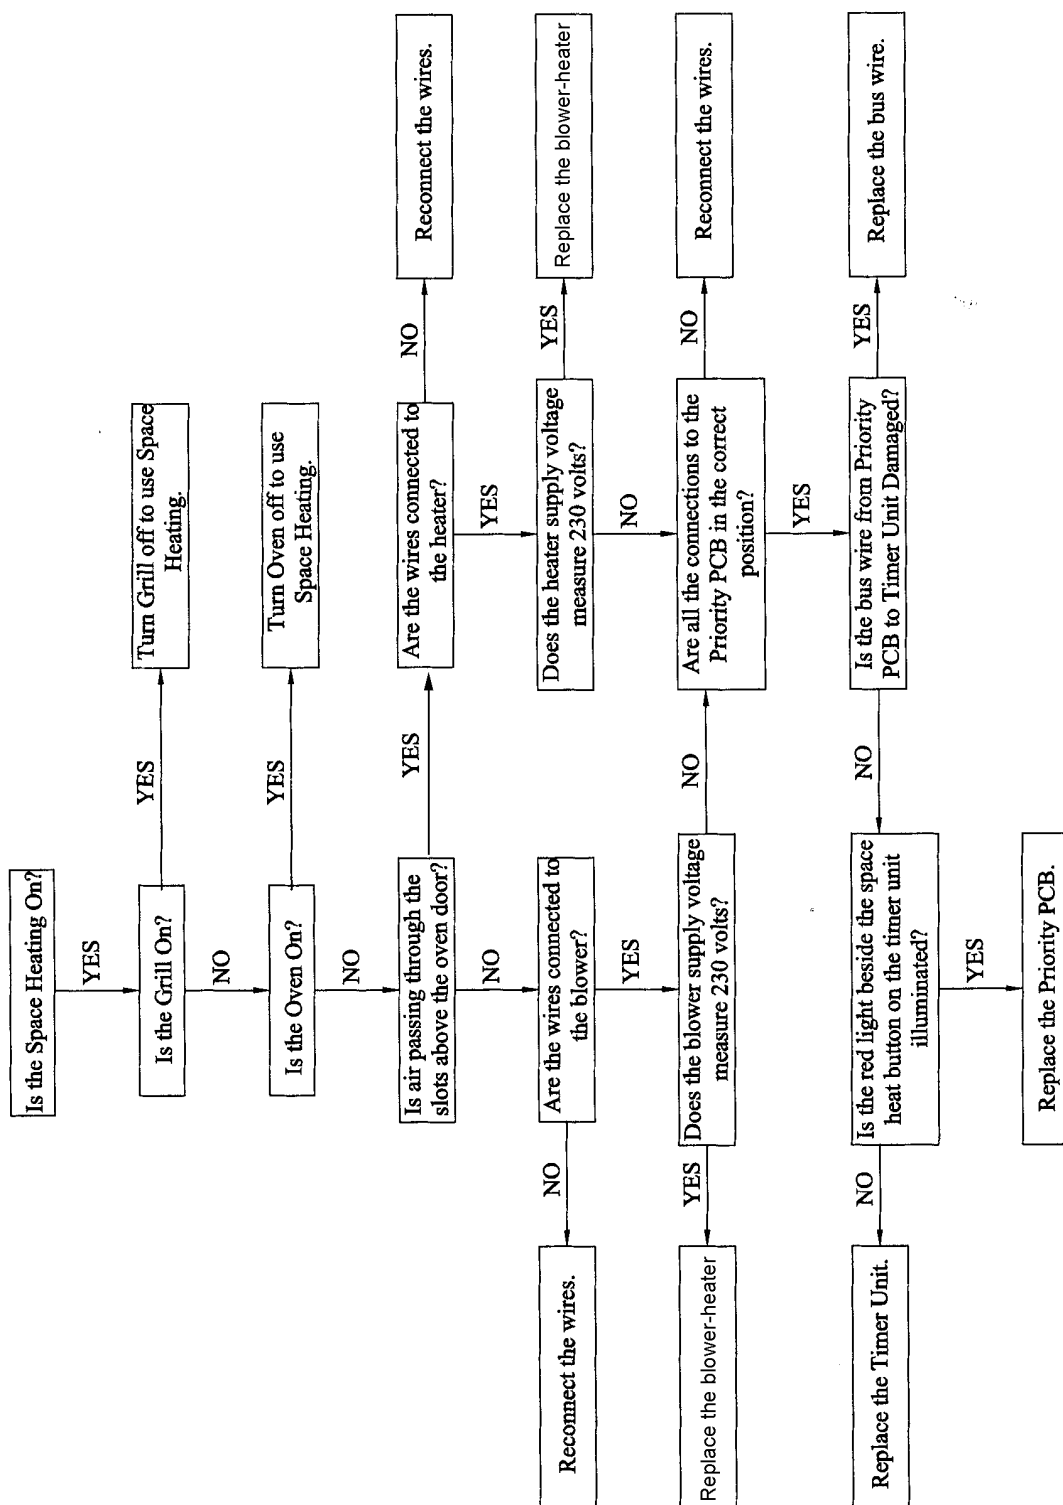 Is the Space Heating On?
YES
Is the Grill On?
YES
Turn Grill off to use Space
Heating.
NO
Is the Oven On?
YES
Turn Oven off to use
Space Heating.
NO
Is air passing through the
slots above the oven door?
YES
Are the wires connected to
the heater?
NO
Reconnect the wires.
YES
Does the heater supply voltage
measure 230 volts?
YES
Replace the blower-heater
NO
NO
Are the wires connected to
the blower?
NO
Reconnect the wires.
YES
Does the blower supply voltage
measure 230 volts?
YES
Replace the blower-heater
NO
Are all the connections to the
Priority PCB in the correct
position?
NO
Reconnect the wires.
YES
Is the bus wire from Priority
PCB to Timer Unit Damaged?
YES
Replace the bus wire.
NO
Is the red light beside the space
heat button on the timer unit
illuminated?
NO
Replace the Timer Unit.
YES
Replace the Priority PCB.